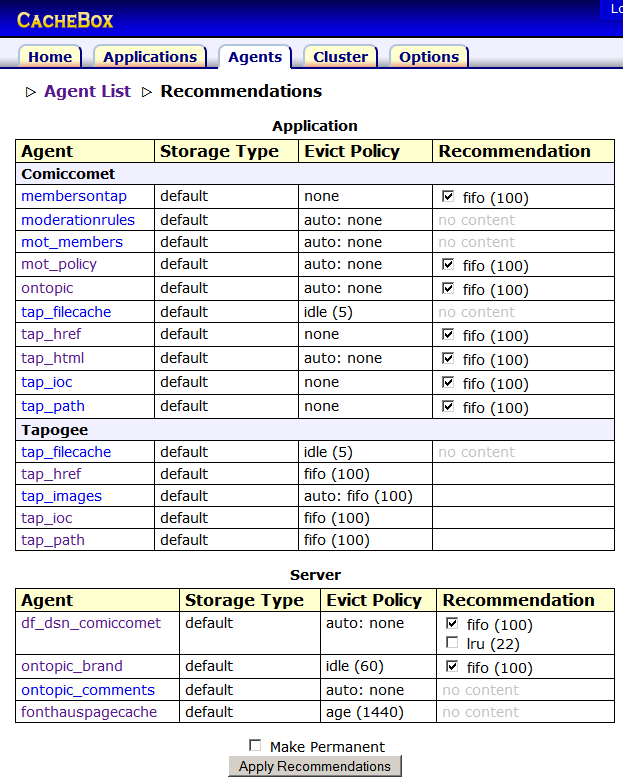 Lo
CacheBox
Home Applications Agents Cluster Options
▷ Agent List ▷ Recommendations
Application
Agent Storage Type Evict Policy Recommendation
Comiccomet
membersontap default none fifo (100)
moderationrules default auto: none no content
mot_members default auto: none no content
mot_policy default auto: none fifo (100)
ontopic default auto: none fifo (100)
tap_filecache default idle (5) no content
tap_href default none fifo (100)
tap_html default auto: none fifo (100)
tap_ioc default none fifo (100)
tap_path default none fifo (100)
Tapogee
tap_filecache default idle (5) no content
tap_href default fifo (100)
tap_images default auto: fifo (100)
tap_ioc default fifo (100)
tap_path default fifo (100)
Server
Agent Storage Type Evict Policy Recommendation
df_dsn_comiccomet default auto: none fifo (100)
lru (22)
ontopic_brand default idle (60) fifo (100)
ontopic_comments default auto: none no content
fonthauspagecache default age (1440) no content
Make Permanent
Apply Recommendations